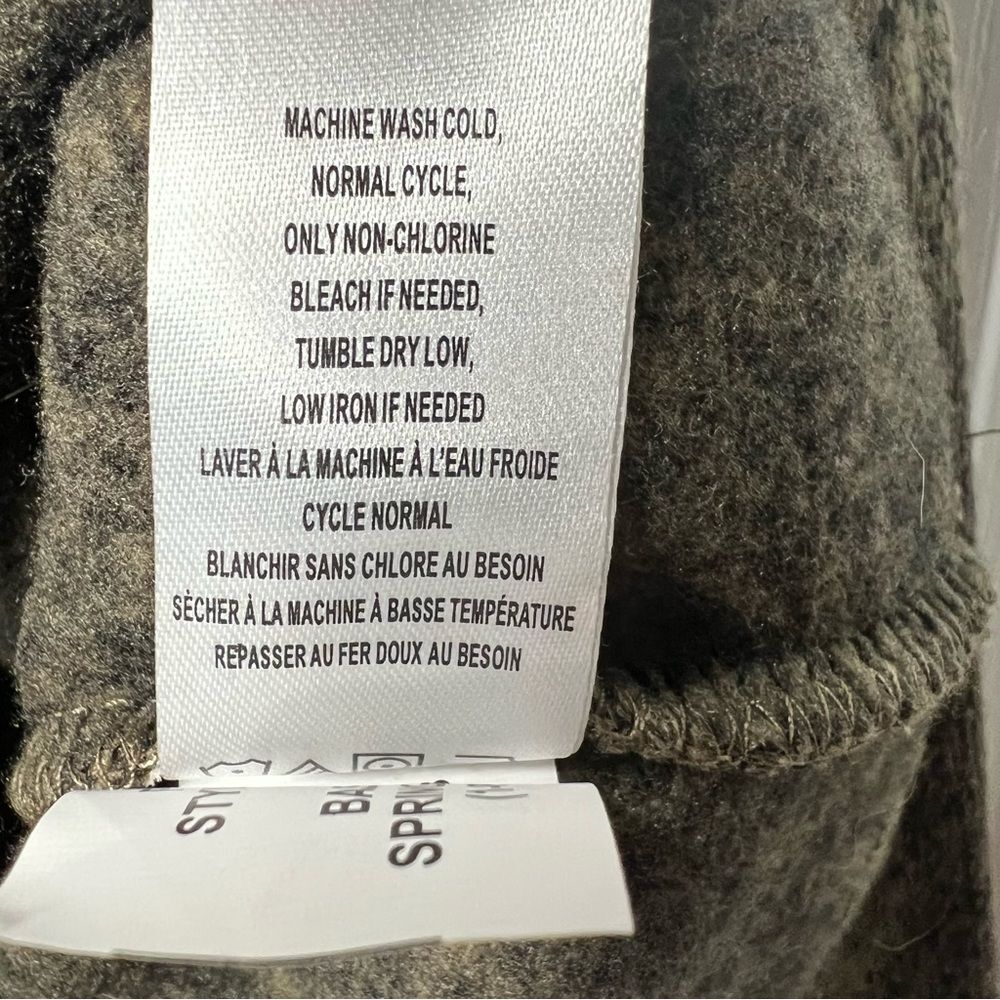 MACHINE WASH COLD,
NORMAL CYCLE,
ONLY NON-CHLORINE
BLEACH IF NEEDED,
TUMBLE DRY LOW,
LOW IRON IF NEEDED
LAVER À LA MACHINE À L'EAU FROIDE
CYCLE NORMAL
BLANCHIR SANS CHLORE AU BESOIN
SÈCHER À LA MACHINE À BASSE TEMPÉRATURE
REPASSER AU FER DOUX AU BESOIN